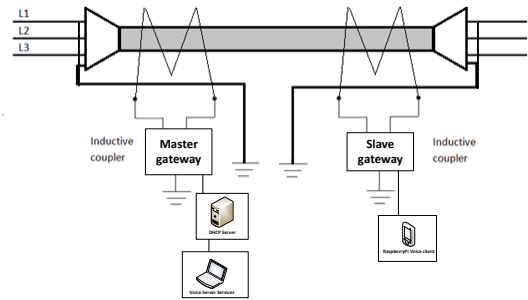 L1
L2
L3
Inductive
coupler
Master
gateway
Slave
gateway
Inductive
coupler
DHCP Server
RaspberryPI Voice client
Voice Server Services